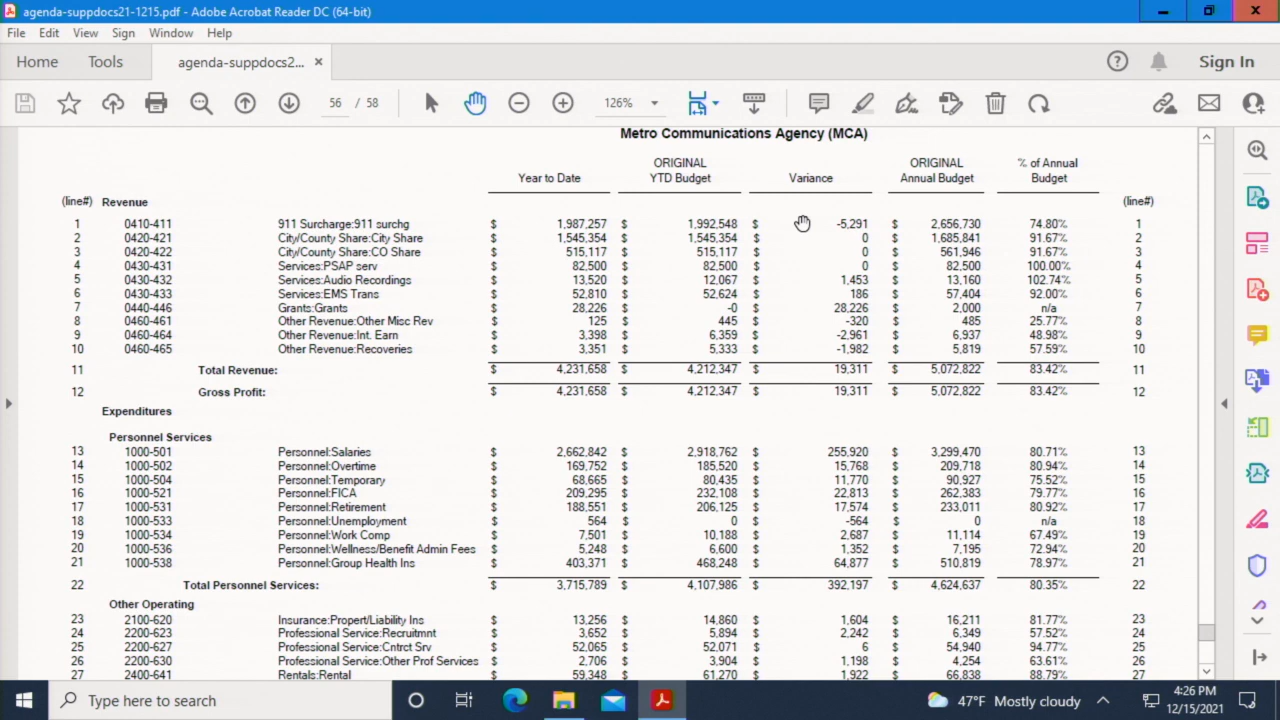 agenda-suppdocs21-1215.pdf - Adobe Acrobat Reader DC (64-bit)
File Edit View Sign Window Help
Home Tools agenda-suppdocs2... × Sign In
56 / 58 126%
Metro Communications Agency (MCA)
ORIGINAL ORIGINAL % of Annual
Year to Date YTD Budget Variance Annual Budget Budget
(line#) Revenue (line#)
1 0410-411 911 Surcharge:911 surchg $ 1,987,257 $ 1,992,548 $ -5,291 $ 2,656,730 74.80% 1
2 0420-421 City/County Share:City Share $ 1,545,354 $ 1,545,354 $ 0 $ 1,685,841 91.67% 2
3 0420-422 City/County Share:CO Share $ 515,117 $ 515,117 $ 0 $ 561,946 91.67% 3
4 0430-431 Services:PSAP serv $ 82,500 $ 82,500 $ 0 $ 82,500 100.00% 4
5 0430-432 Services:Audio Recordings $ 13,520 $ 12,067 $ 1,453 $ 13,160 102.74% 5
6 0430-433 Services:EMS Trans $ 52,810 $ 52,624 $ 186 $ 57,404 92.00% 6
7 0440-446 Grants:Grants $ 28,226 $ -0 $ 28,226 $ 2,000 n/a 7
8 0460-461 Other Revenue:Other Misc Rev $ 125 $ 445 $ -320 $ 485 25.77% 8
9 0460-464 Other Revenue:Int. Earn $ 3,398 $ 6,359 $ -2,961 $ 6,937 48.98% 9
10 0460-465 Other Revenue:Recoveries $ 3,351 $ 5,333 $ -1,982 $ 5,819 57.59% 10
11 Total Revenue: $ 4,231,658 $ 4,212,347 $ 19,311 $ 5,072,822 83.42% 11
12 Gross Profit: $ 4,231,658 $ 4,212,347 $ 19,311 $ 5,072,822 83.42% 12
Expenditures
Personnel Services
13 1000-501 Personnel:Salaries $ 2,662,842 $ 2,918,762 $ 255,920 $ 3,299,470 80.71% 13
14 1000-502 Personnel:Overtime $ 169,752 $ 185,520 $ 15,768 $ 209,718 80.94% 14
15 1000-504 Personnel:Temporary $ 68,665 $ 80,435 $ 11,770 $ 90,927 75.52% 15
16 1000-521 Personnel:FICA $ 209,295 $ 232,108 $ 22,813 $ 262,383 79.77% 16
17 1000-531 Personnel:Retirement $ 188,551 $ 206,125 $ 17,574 $ 233,011 80.92% 17
18 1000-533 Personnel:Unemployment $ 564 $ 0 $ -564 $ 0 n/a 18
19 1000-534 Personnel:Work Comp $ 7,501 $ 10,188 $ 2,687 $ 11,114 67.49% 19
20 1000-536 Personnel:Wellness/Benefit Admin Fees $ 5,248 $ 6,600 $ 1,352 $ 7,195 72.94% 20
21 1000-538 Personnel:Group Health Ins $ 403,371 $ 468,248 $ 64,877 $ 510,819 78.97% 21
22 Total Personnel Services: $ 3,715,789 $ 4,107,986 $ 392,197 $ 4,624,637 80.35% 22
Other Operating
23 2100-620 Insurance:Propert/Liability Ins $ 13,256 $ 14,860 $ 1,604 $ 16,211 81.77% 23
24 2200-623 Professional Service:Recruitmnt $ 3,652 $ 5,894 $ 2,242 $ 6,349 57.52% 24
25 2200-627 Professional Service:Cntrct Srv $ 52,065 $ 52,071 $ 6 $ 54,940 94.77% 25
26 2200-630 Professional Service:Other Prof Services $ 2,706 $ 3,904 $ 1,198 $ 4,254 63.61% 26
27 2400-641 Rentals:Rental $ 59,348 $ 61,270 $ 1,922 $ 66,838 88.79% 27
Type here to search 47°F Mostly cloudy 4:26 PM
12/15/2021